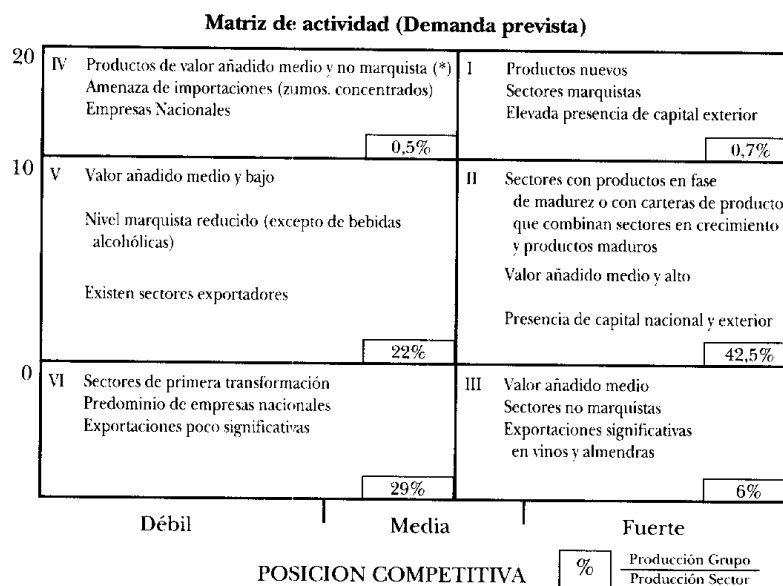 Matriz de actividad (Demanda prevista)
20
IV Productos de valor añadido medio y no marquista (*)
Amenaza de importaciones (zumos. concentrados)
Empresas Nacionales
0,5%
I Productos nuevos
Sectores marquistas
Elevada presencia de capital exterior
0,7%
10
V Valor añadido medio y bajo
Nivel marquista reducido (excepto de bebidas
alcohólicas)
Existen sectores exportadores
22%
II Sectores con productos en fase
de madurez o con carteras de producto
que combinan sectores en crecimiento
y productos maduros
Valor añadido medio y alto
Presencia de capital nacional y exterior
42,5%
0
VI Sectores de primera transformación
Predominio de empresas nacionales
Exportaciones poco significativas
29%
III Valor añadido medio
Sectores no marquistas
Exportaciones significativas
en vinos y almendras
6%
Débil Media Fuerte
POSICION COMPETITIVA
% Producción Grupo
Producción Sector